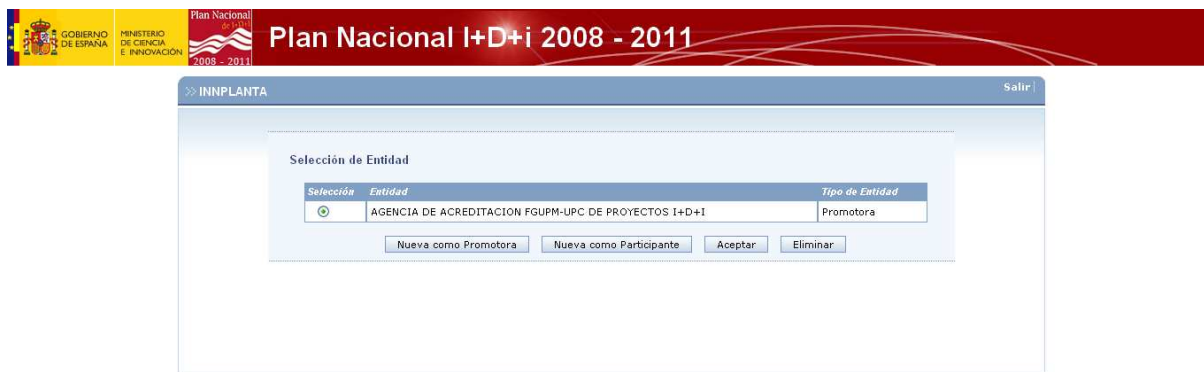 Plan Nacional
de I+D+i
2008 - 2011
GOBIERNO
DE ESPAÑA
MINISTERIO
DE CIENCIA
E INNOVACIÓN
Plan Nacional I+D+i 2008 - 2011
>> INNPLANTA
Salir |
Selección de Entidad
Selección Entidad Tipo de Entidad
AGENCIA DE ACREDITACION FGUPM-UPC DE PROYECTOS I+D+I Promotora
Nueva como Promotora Nueva como Participante Aceptar Eliminar